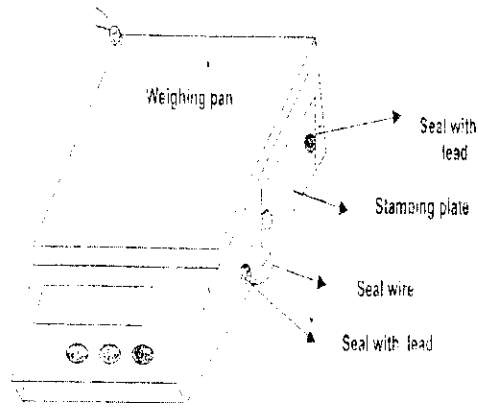 Weighing pan
Seal with
lead
Stamping plate
Seal wire
Seal with lead